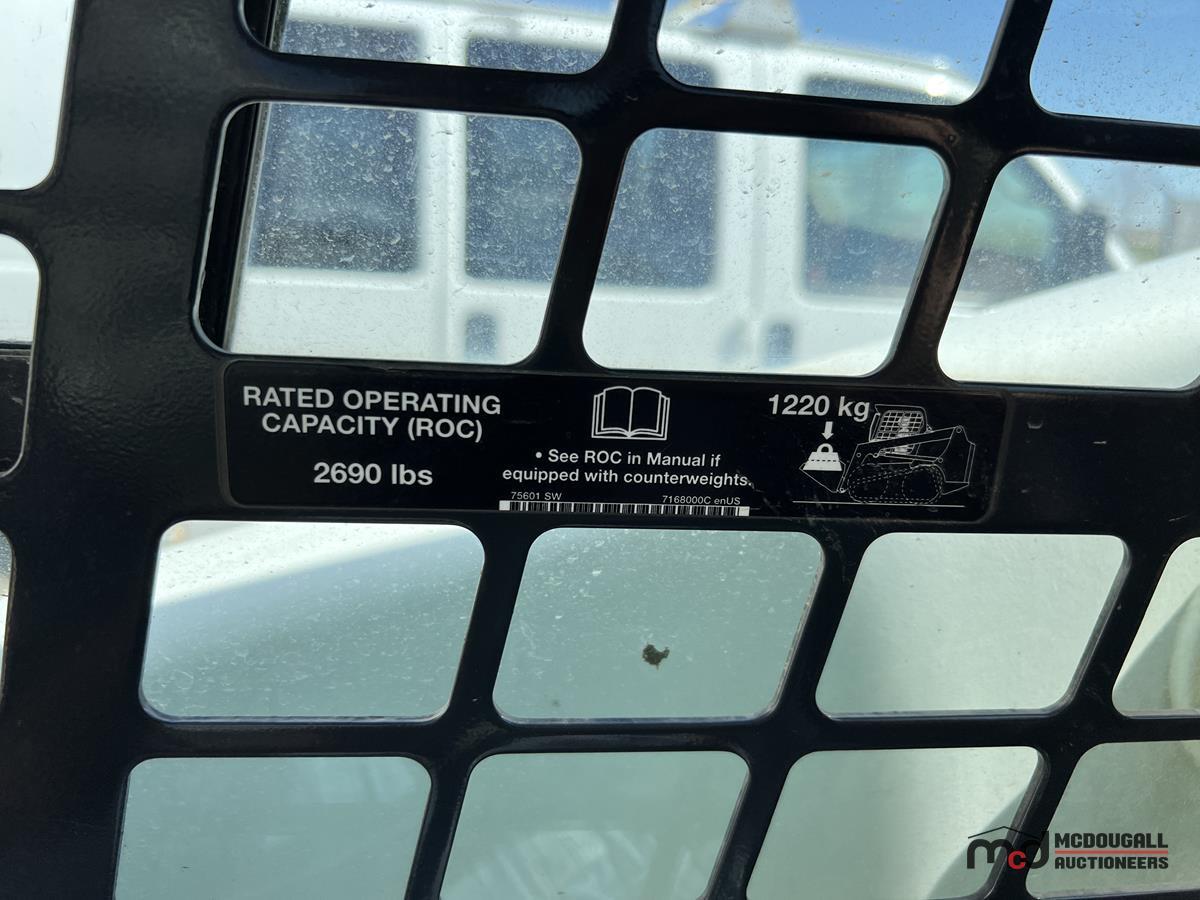 RATED OPERATING
CAPACITY (ROC)
2690 lbs
• See ROC in Manual if
equipped with counterweights.
75601 SW 7168000C enUS
1220 kg
mcd MCDOUGALL
AUCTIONEERS